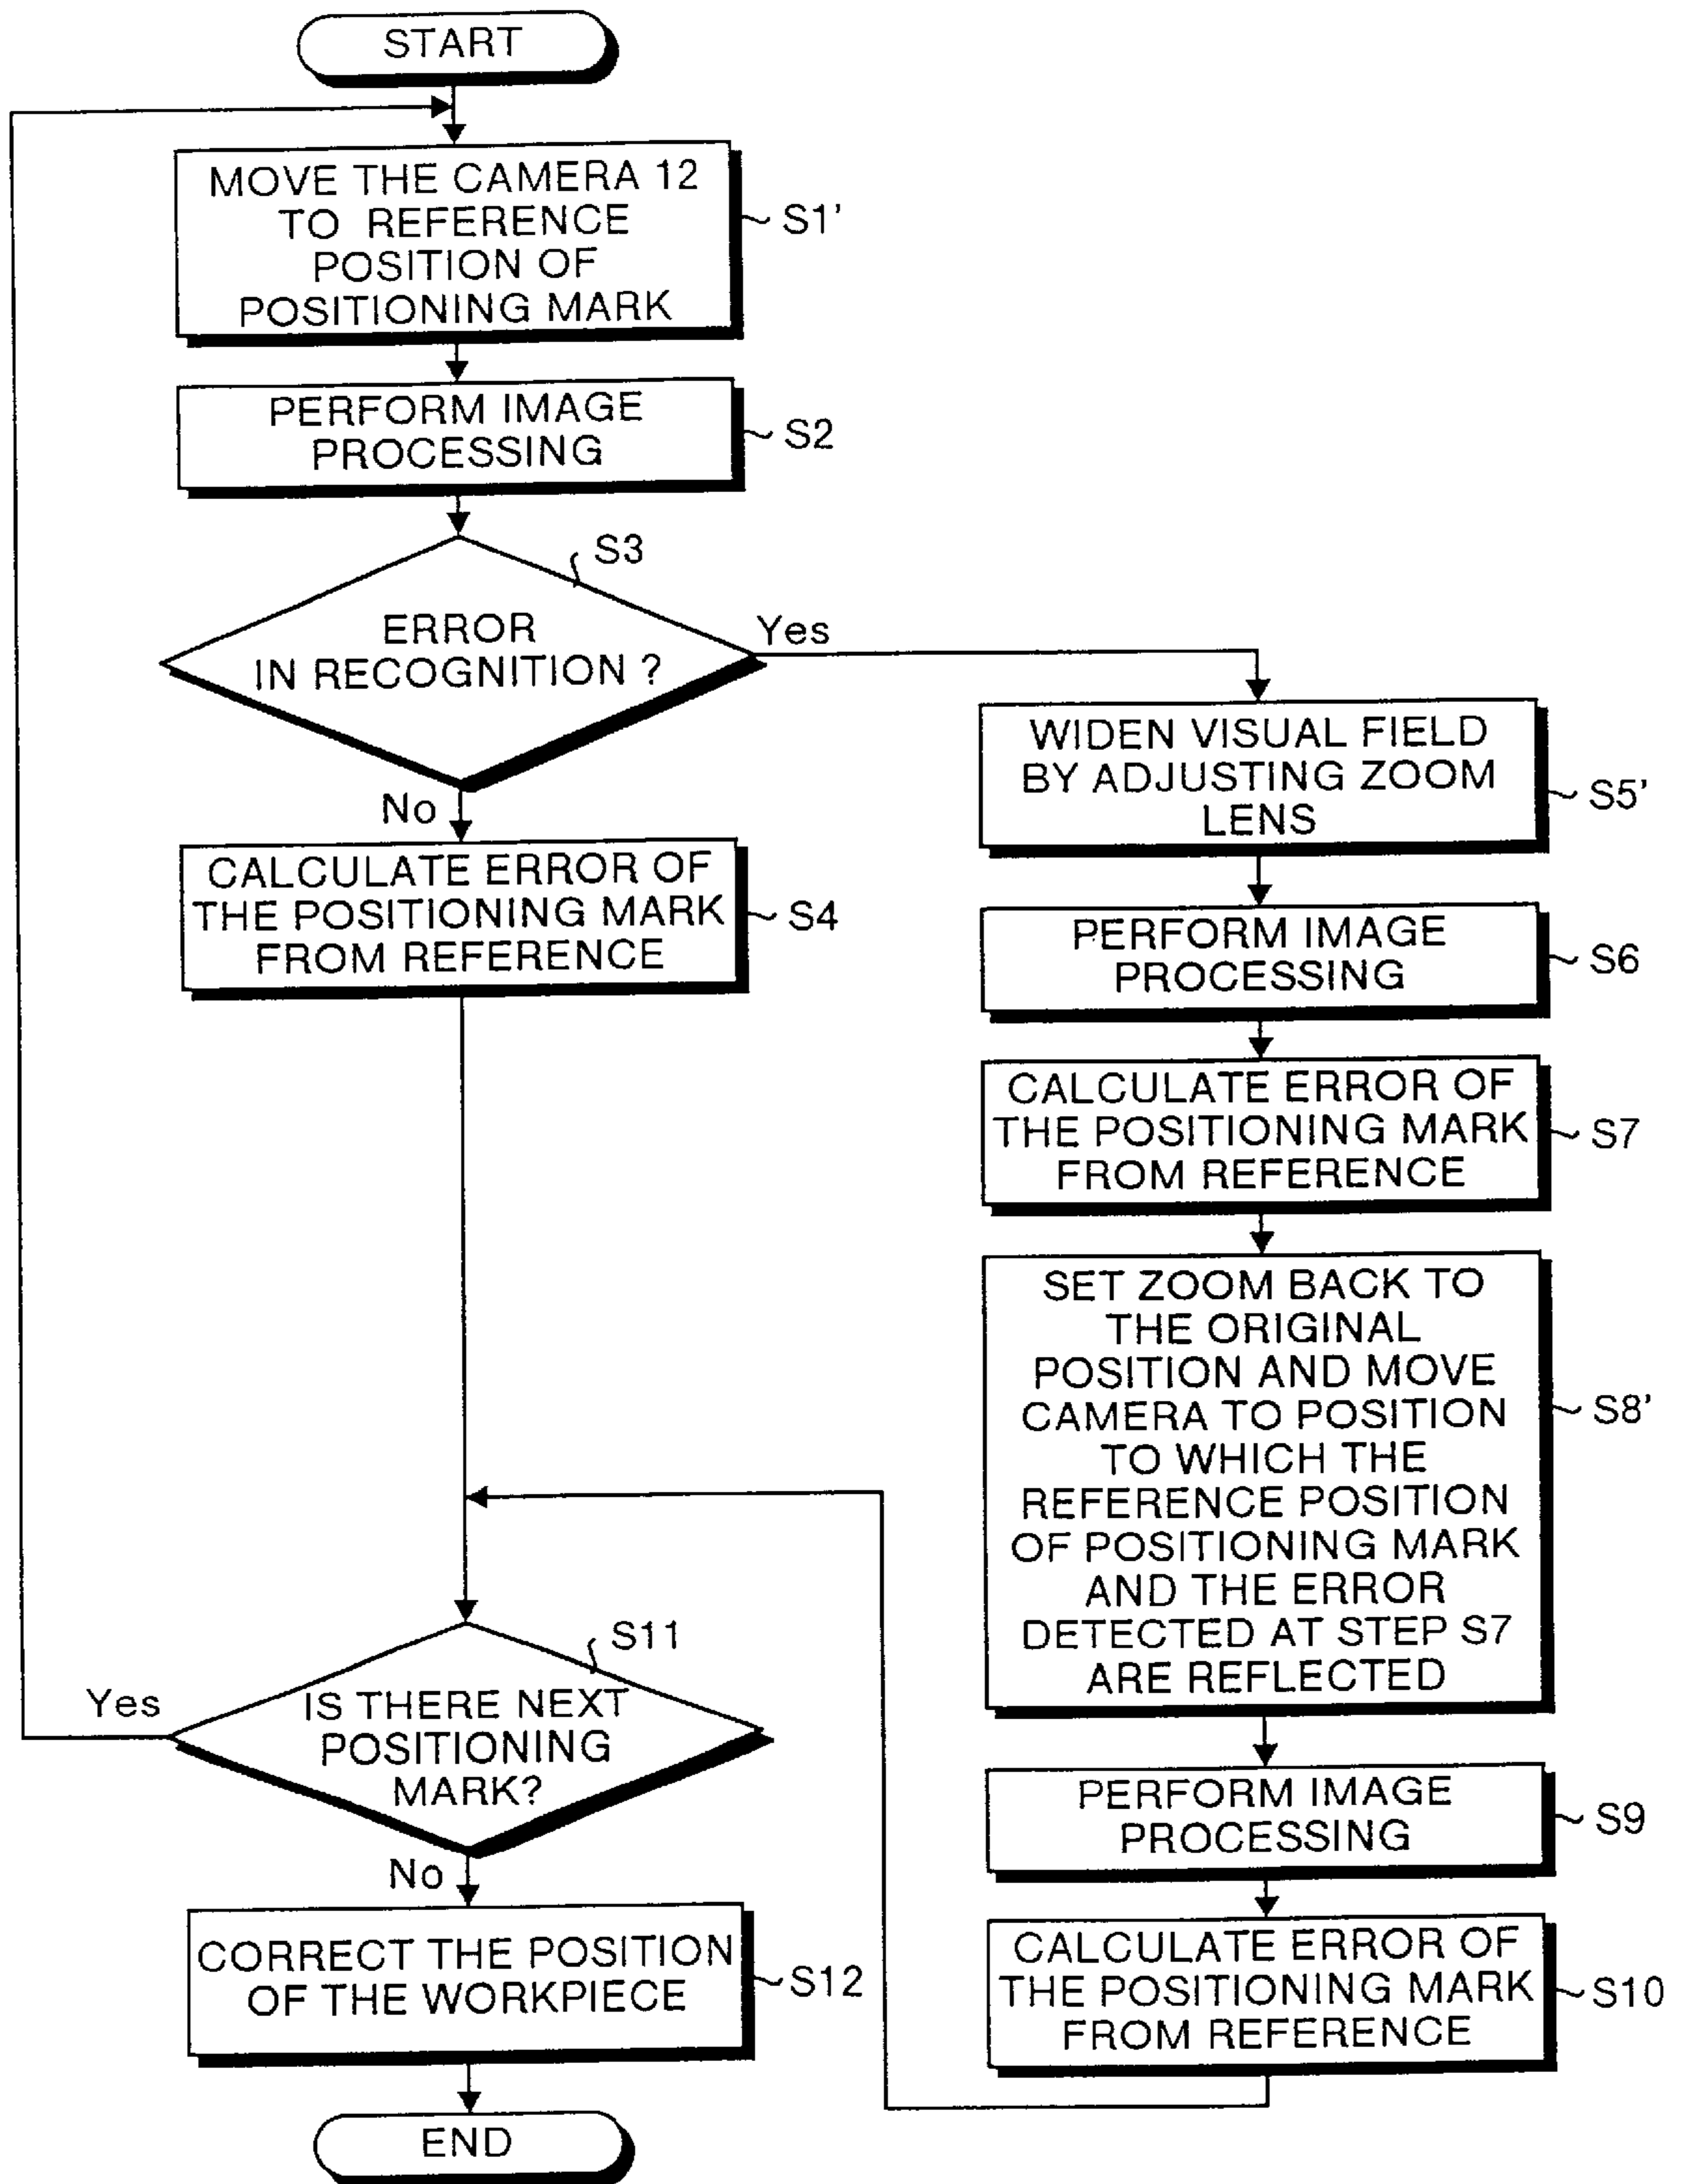 START
MOVE THE CAMERA 12
TO REFERENCE
POSITION OF
POSITIONING MARK
S1'
PERFORM IMAGE
PROCESSING
S2
S3
ERROR
IN RECOGNITION ?
Yes
No
CALCULATE ERROR OF
THE POSITIONING MARK
FROM REFERENCE
S4
WIDEN VISUAL FIELD
BY ADJUSTING ZOOM
LENS
S5'
PERFORM IMAGE
PROCESSING
S6
CALCULATE ERROR OF
THE POSITIONING MARK
FROM REFERENCE
S7
SET ZOOM BACK TO
THE ORIGINAL
POSITION AND MOVE
CAMERA TO POSITION
TO WHICH THE
REFERENCE POSITION
OF POSITIONING MARK
AND THE ERROR
DETECTED AT STEP S7
ARE REFLECTED
S8'
PERFORM IMAGE
PROCESSING
S9
CALCULATE ERROR OF
THE POSITIONING MARK
FROM REFERENCE
S10
S11
IS THERE NEXT
POSITIONING
MARK?
Yes
No
CORRECT THE POSITION
OF THE WORKPIECE
S12
END